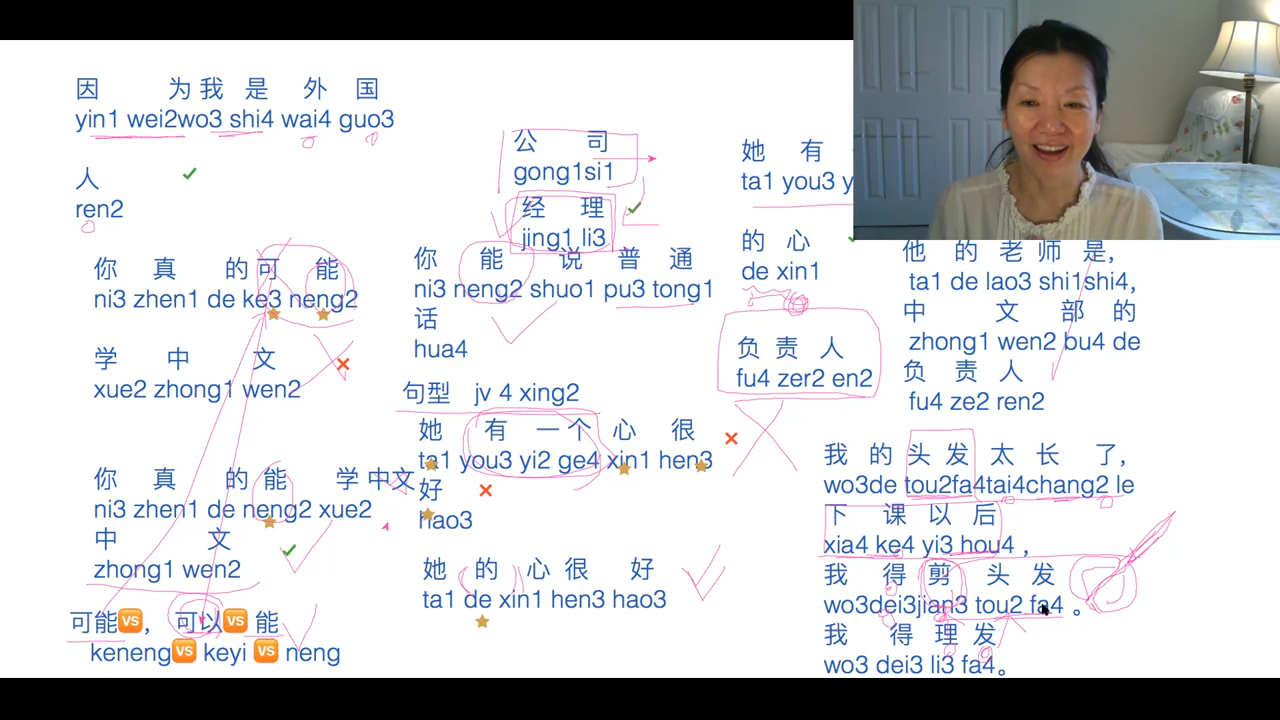 因 为 我 是 外 国
yin1 wei2wo3 shi4 wai4 guo3
人
ren2
你 真 的 可 能
ni3 zhen1 de ke3 neng2
学 中 文
xue2 zhong1 wen2
你 真 的 能 学 中文
ni3 zhen1 de neng2 xue2
中 文
zhong1 wen2
可能VS, 可以VS 能
keneng VS keyi VS neng
公 司
gong1si1
经 理
jing1 li3
你 能 说 普 通
ni3 neng2 shuo1 pu3 tong1
话
hua4
句型 jv 4 xing2
她 有 一 个 心 很
ta1 you3 yi2 ge4 xin1 hen3
好
hao3
她 的 心 很 好
ta1 de xin1 hen3 hao3
她 有
ta1 you3 y
的 心
de xin1
负 责 人
fu4 zer2 en2
他 的 老 师 是,
ta1 de lao3 shi1shi4,
中 文 部 的
zhong1 wen2 bu4 de
负 责 人
fu4 ze2 ren2
我 的 头 发 太 长 了,
wo3de tou2fa4tai4chang2 le
下 课 以 后
xia4 ke4 yi3 hou4 ,
我 得 剪 头 发
wo3dei3jian3 tou2 fa4 。
我 得 理 发
wo3 dei3 li3 fa4。